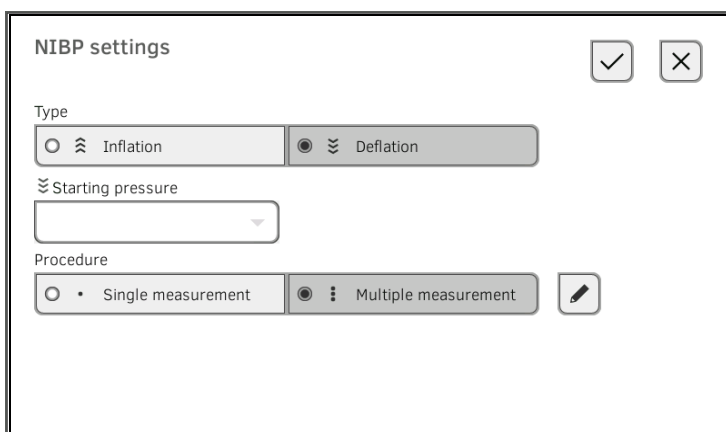 NIBP settings
Type
Inflation
Deflation
Starting pressure
Procedure
Single measurement
Multiple measurement